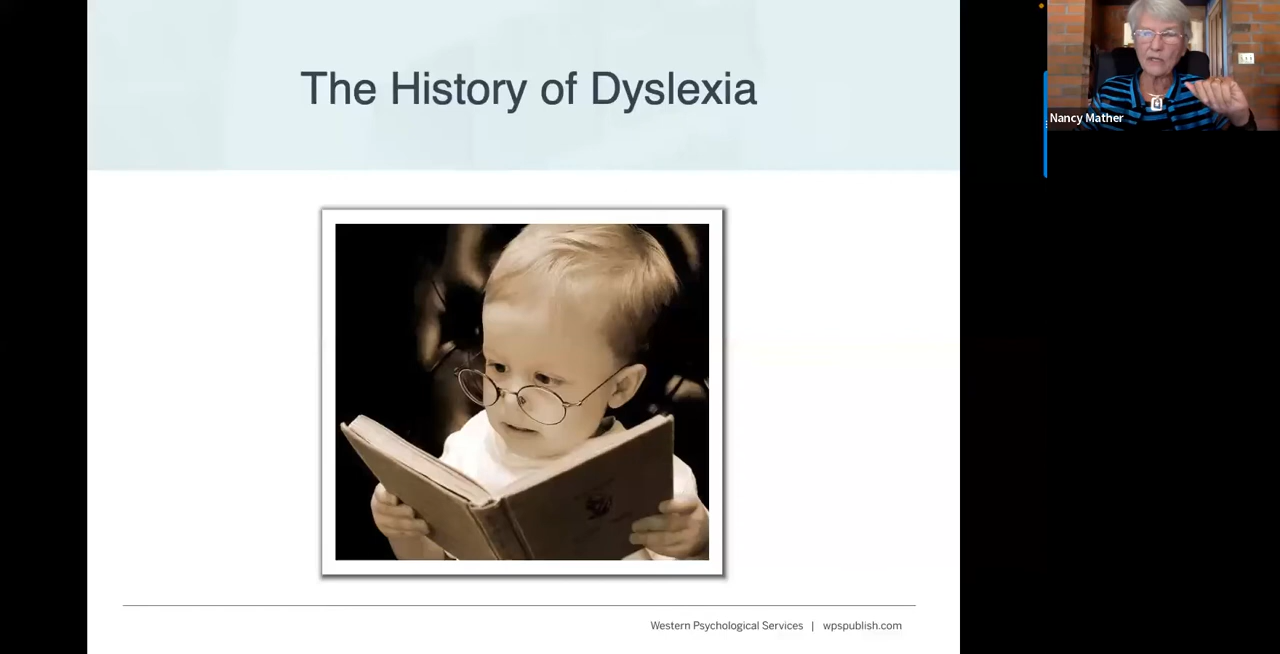 The History of Dyslexia
Nancy Mather
Western Psychological Services | wpspublish.com